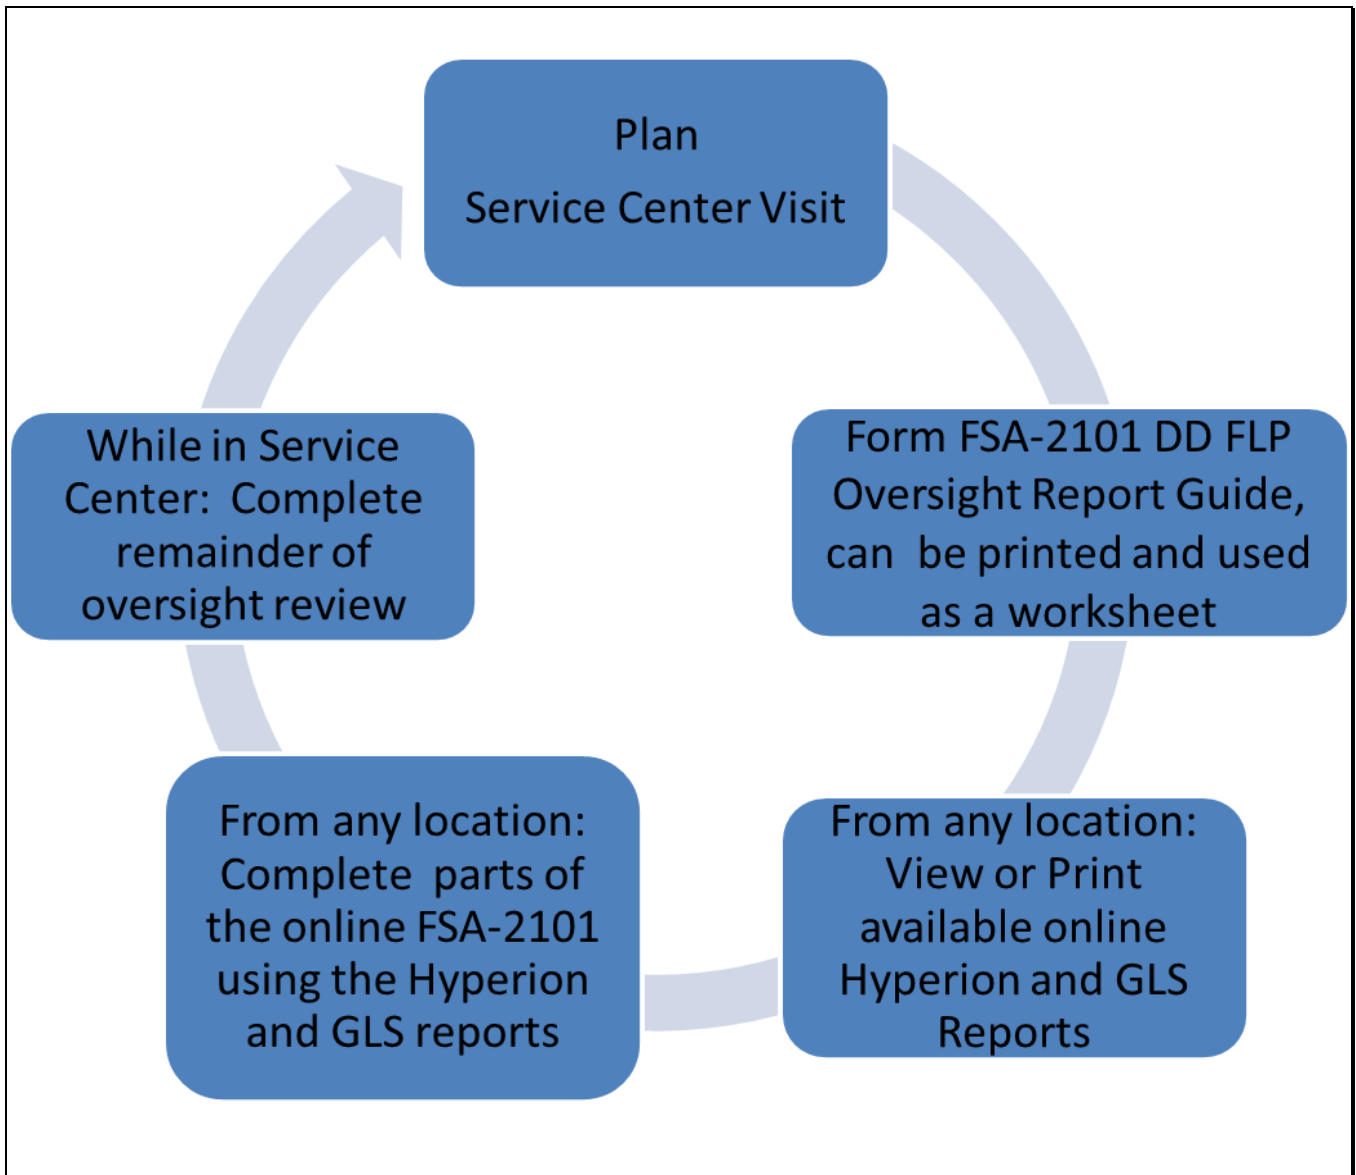 Plan
Service Center Visit
Form FSA-2101 DD FLP
Oversight Report Guide,
can  be printed and used
as a worksheet
From any location:
View or Print
available online
Hyperion and GLS
Reports
From any location:
Complete  parts of
the online FSA-2101
using the Hyperion
and GLS reports
While in Service
Center:  Complete
remainder of
oversight review